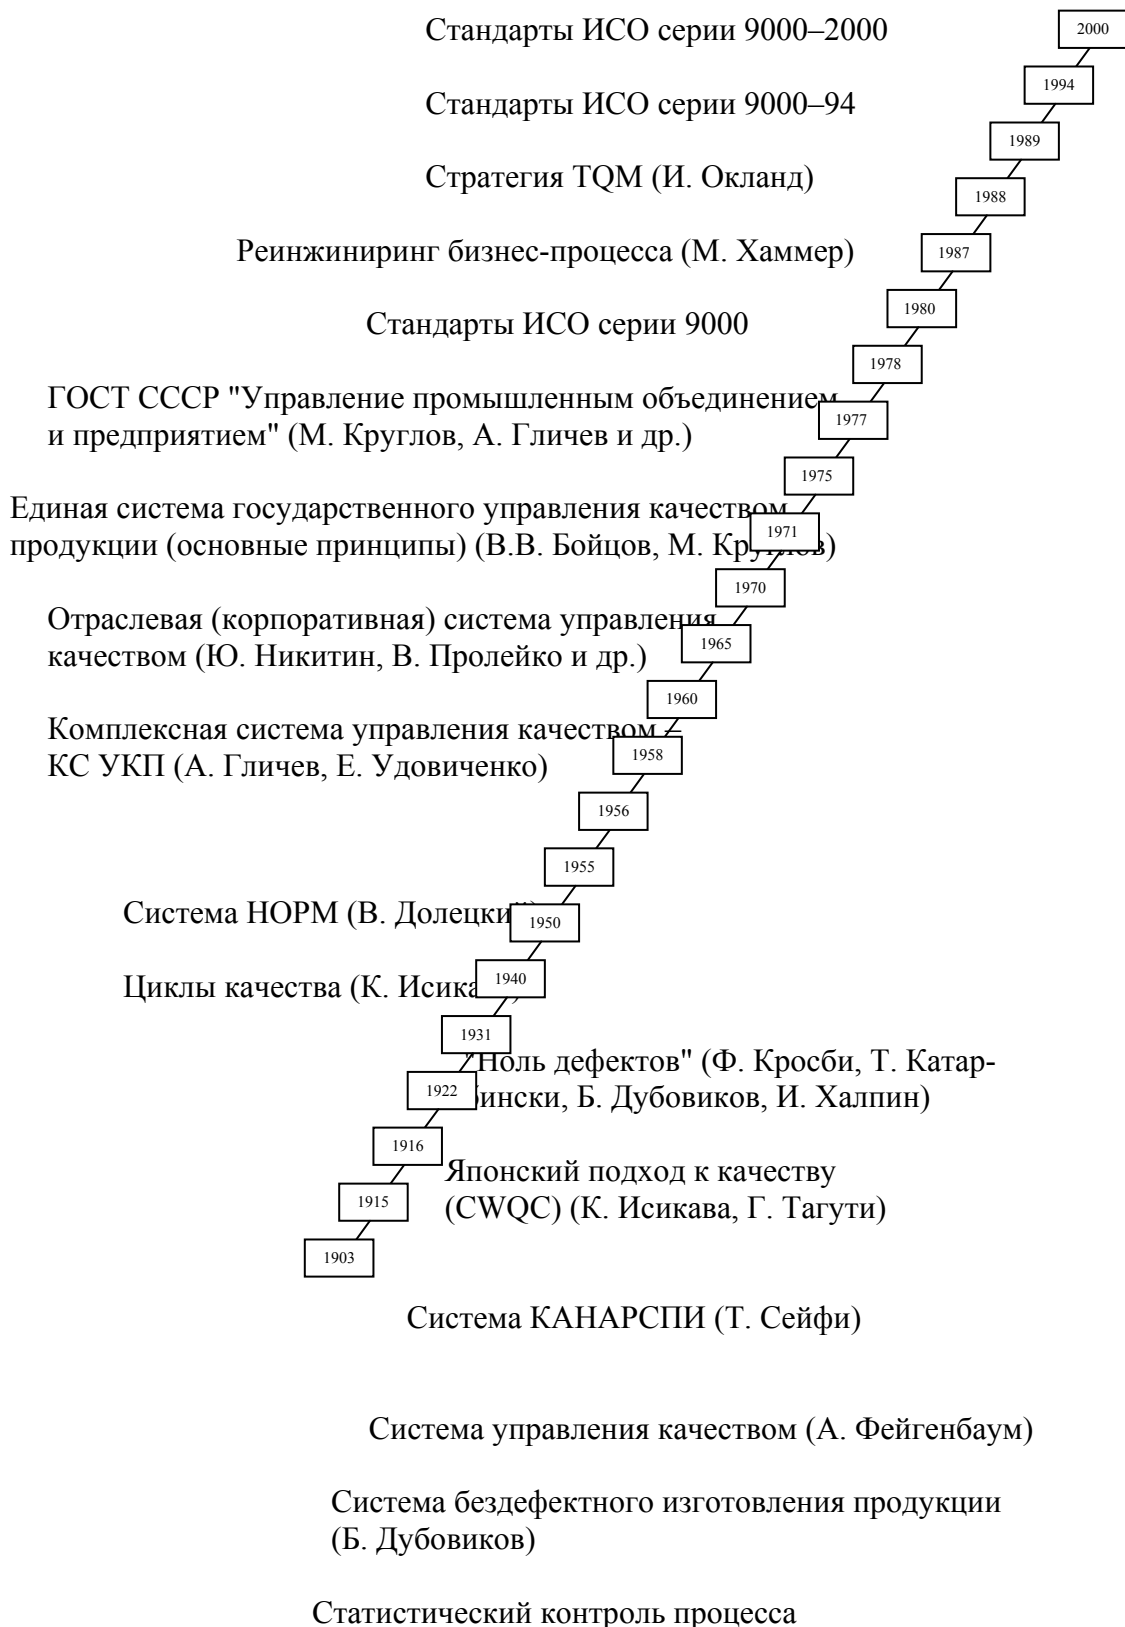 Стандарты ИСО серии 9000–2000
2000
1994
Стандарты ИСО серии 9000–94
1989
Стратегия TQM (И. Окланд)
1988
Реинжиниринг бизнес-процесса (М. Хаммер)
1987
1980
Стандарты ИСО серии 9000
1978
ГОСТ СССР "Управление промышленным объединением
и предприятием" (М. Круглов, А. Гличев и др.)
1977
1975
Единая система государственного управления качеством
продукции (основные принципы) (В.В. Бойцов, М. Круглов)
1971
1970
Отраслевая (корпоративная) система управления
качеством (Ю. Никитин, В. Пролейко и др.)
1965
1960
Комплексная система управления качеством –
КС УКП (А. Гличев, Е. Удовиченко)
1958
1956
1955
Система НОРМ (В. Долецкий)
1950
1940
Циклы качества (К. Исикава)
1931
"Ноль дефектов" (Ф. Кросби, Т. Катар-
бински, Б. Дубовиков, И. Халпин)
1922
1916
Японский подход к качеству
(CWQC) (К. Исикава, Г. Тагути)
1915
1903
Система КАНАРСПИ (Т. Сейфи)
Система управления качеством (А. Фейгенбаум)
Система бездефектного изготовления продукции
(Б. Дубовиков)
Статистический контроль процесса